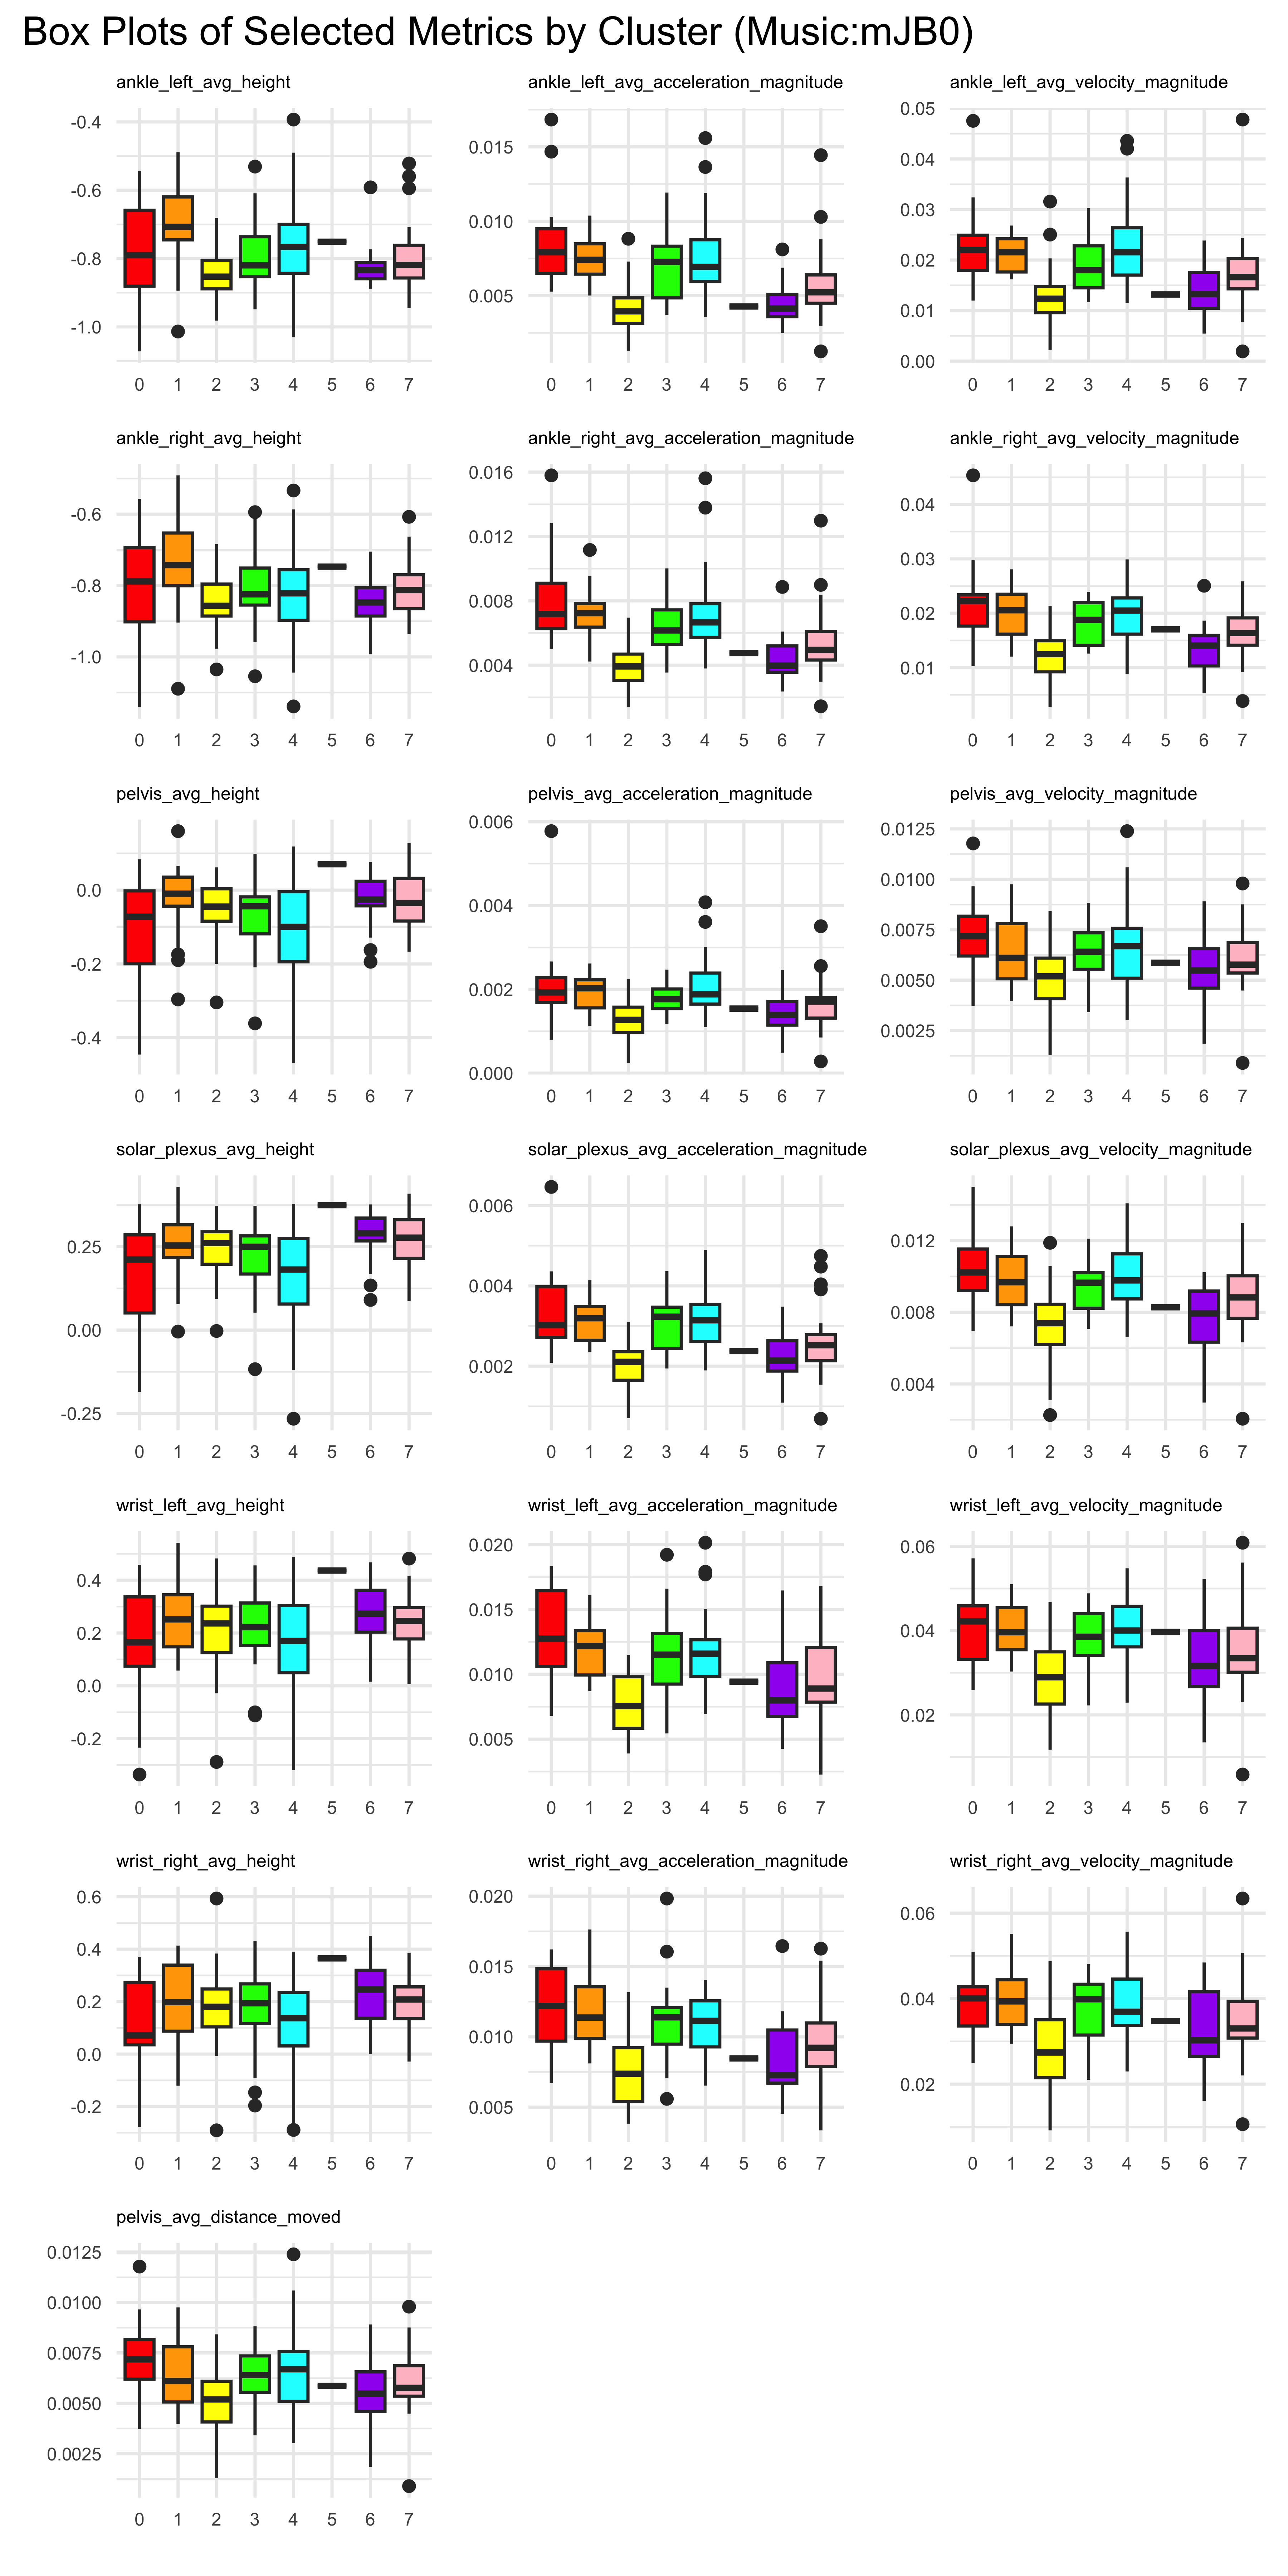 Box Plots of Selected Metrics by Cluster (Music:mJB0)
ankle_left_avg_height
-0.4
-0.6
-0.8
-1.0
0 1 2 3 4 5 6 7
ankle_left_avg_acceleration_magnitude
0.015
0.010
0.005
0 1 2 3 4 5 6 7
ankle_left_avg_velocity_magnitude
0.05
0.04
0.03
0.02
0.01
0.00
0 1 2 3 4 5 6 7
ankle_right_avg_height
-0.6
-0.8
-1.0
0 1 2 3 4 5 6 7
ankle_right_avg_acceleration_magnitude
0.016
0.012
0.008
0.004
0 1 2 3 4 5 6 7
ankle_right_avg_velocity_magnitude
0.04
0.03
0.02
0.01
0 1 2 3 4 5 6 7
pelvis_avg_height
0.0
-0.2
-0.4
0 1 2 3 4 5 6 7
pelvis_avg_acceleration_magnitude
0.006
0.004
0.002
0.000
0 1 2 3 4 5 6 7
pelvis_avg_velocity_magnitude
0.0125
0.0100
0.0075
0.0050
0.0025
0 1 2 3 4 5 6 7
solar_plexus_avg_height
0.25
0.00
-0.25
0 1 2 3 4 5 6 7
solar_plexus_avg_acceleration_magnitude
0.006
0.004
0.002
0 1 2 3 4 5 6 7
solar_plexus_avg_velocity_magnitude
0.012
0.008
0.004
0 1 2 3 4 5 6 7
wrist_left_avg_height
0.4
0.2
0.0
-0.2
0 1 2 3 4 5 6 7
wrist_left_avg_acceleration_magnitude
0.020
0.015
0.010
0.005
0 1 2 3 4 5 6 7
wrist_left_avg_velocity_magnitude
0.06
0.04
0.02
0 1 2 3 4 5 6 7
wrist_right_avg_height
0.6
0.4
0.2
0.0
-0.2
0 1 2 3 4 5 6 7
wrist_right_avg_acceleration_magnitude
0.020
0.015
0.010
0.005
0 1 2 3 4 5 6 7
wrist_right_avg_velocity_magnitude
0.06
0.04
0.02
0 1 2 3 4 5 6 7
pelvis_avg_distance_moved
0.0125
0.0100
0.0075
0.0050
0.0025
0 1 2 3 4 5 6 7